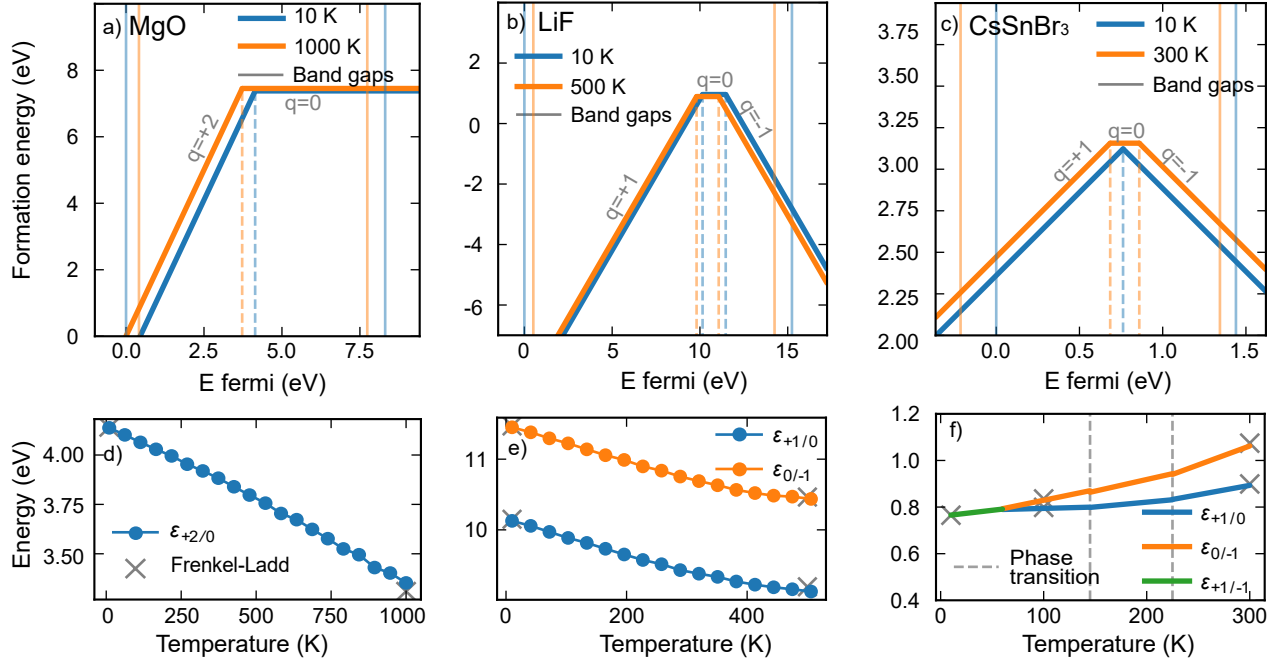 a) MgO
10 K
1000 K
Band gaps
q=+2
q=0
8
6
4
2
0
0.0
2.5
5.0
7.5
E fermi (eV)
Formation energy (eV)
b) LiF
10 K
500 K
Band gaps
q=0
q=-1
q=+1
2
0
-2
-4
-6
0
5
10
15
E fermi (eV)
c) CsSnBr₃
10 K
300 K
Band gaps
q=+1
q=0
q=-1
3.75
3.50
3.25
3.00
2.75
2.50
2.25
2.00
0.0
0.6
1.0
1.6
E fermi (eV)
d)
ε+2/0
Frenkel-Ladd
4.00
3.75
3.50
0
250
500
750
1000
Temperature (K)
Energy (eV)
e)
ε+1/0
ε0/-1
11
10
0
200
400
Temperature (K)
f)
ε+1/0
ε0/-1
ε+1/-1
Phase
transition
1.2
1.0
0.8
0.6
0.4
0
100
200
300
Temperature (K)